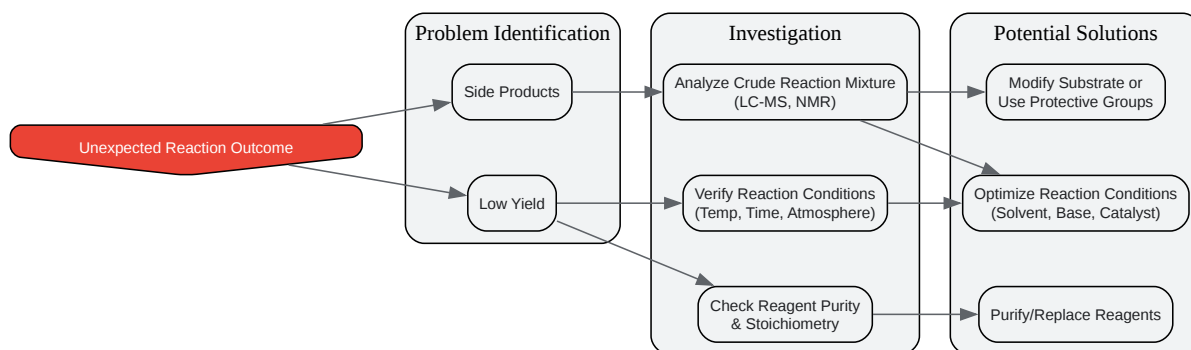 Problem Identification
Investigation
Potential Solutions
Side Products
Analyze Crude Reaction Mixture
(LC-MS, NMR)
Modify Substrate or
Use Protective Groups
Unexpected Reaction Outcome
Low Yield
Verify Reaction Conditions
(Temp, Time, Atmosphere)
Optimize Reaction Conditions
(Solvent, Base, Catalyst)
Check Reagent Purity
& Stoichiometry
Purify/Replace Reagents